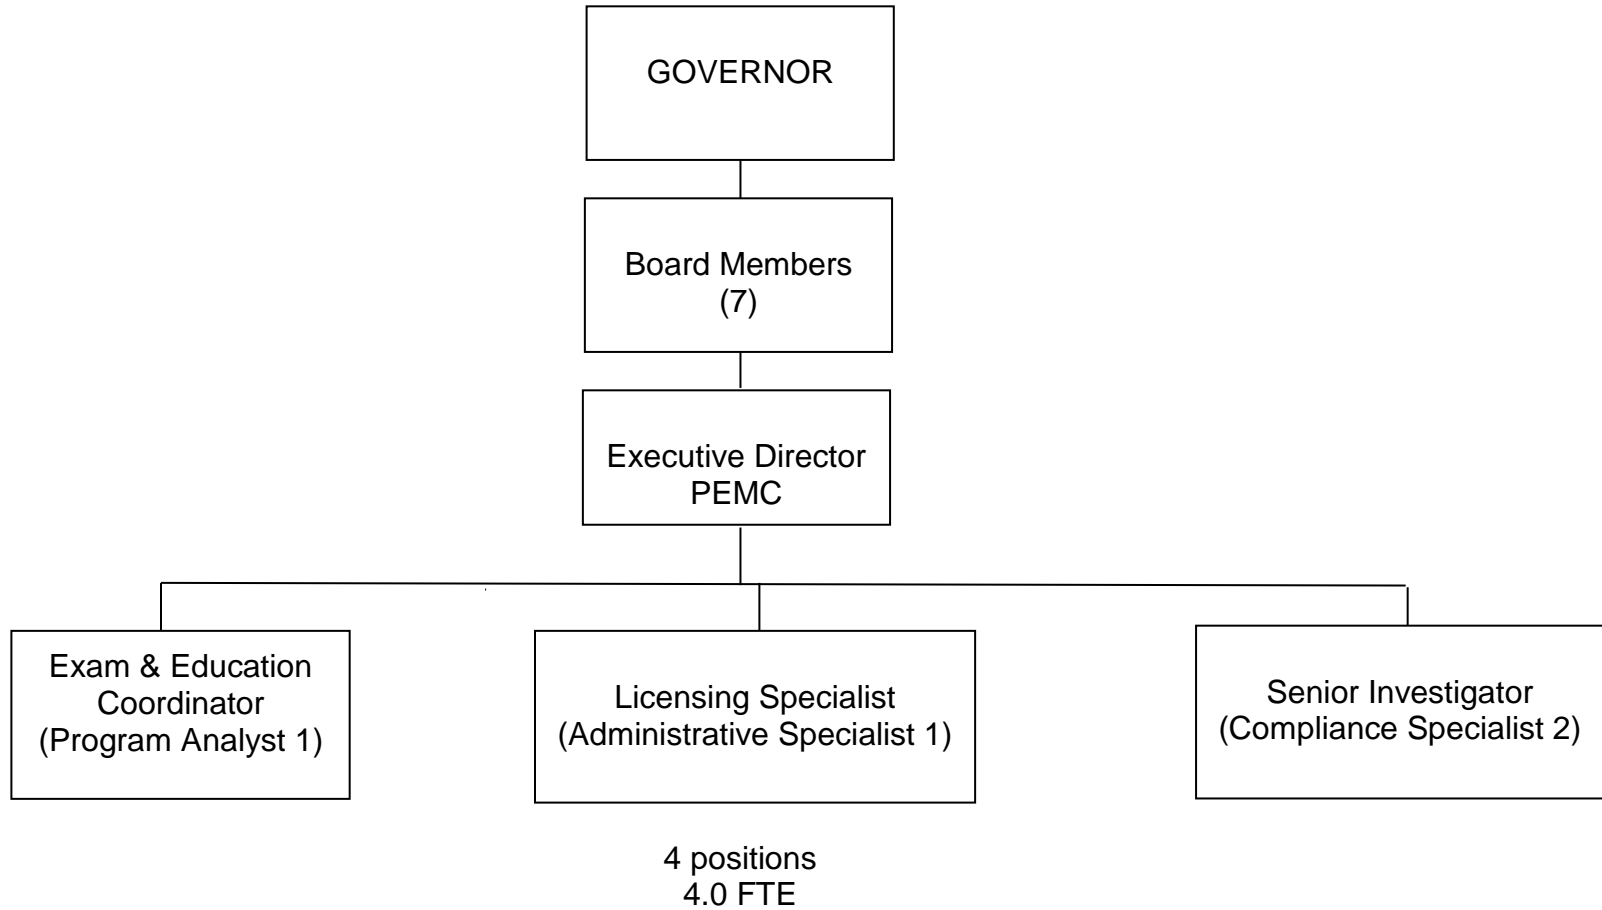 GOVERNOR
Board Members
(7)
Executive Director
PEMC
Exam & Education
Coordinator
(Program Analyst 1)
Licensing Specialist
(Administrative Specialist 1)
Senior Investigator
(Compliance Specialist 2)
4 positions
4.0 FTE